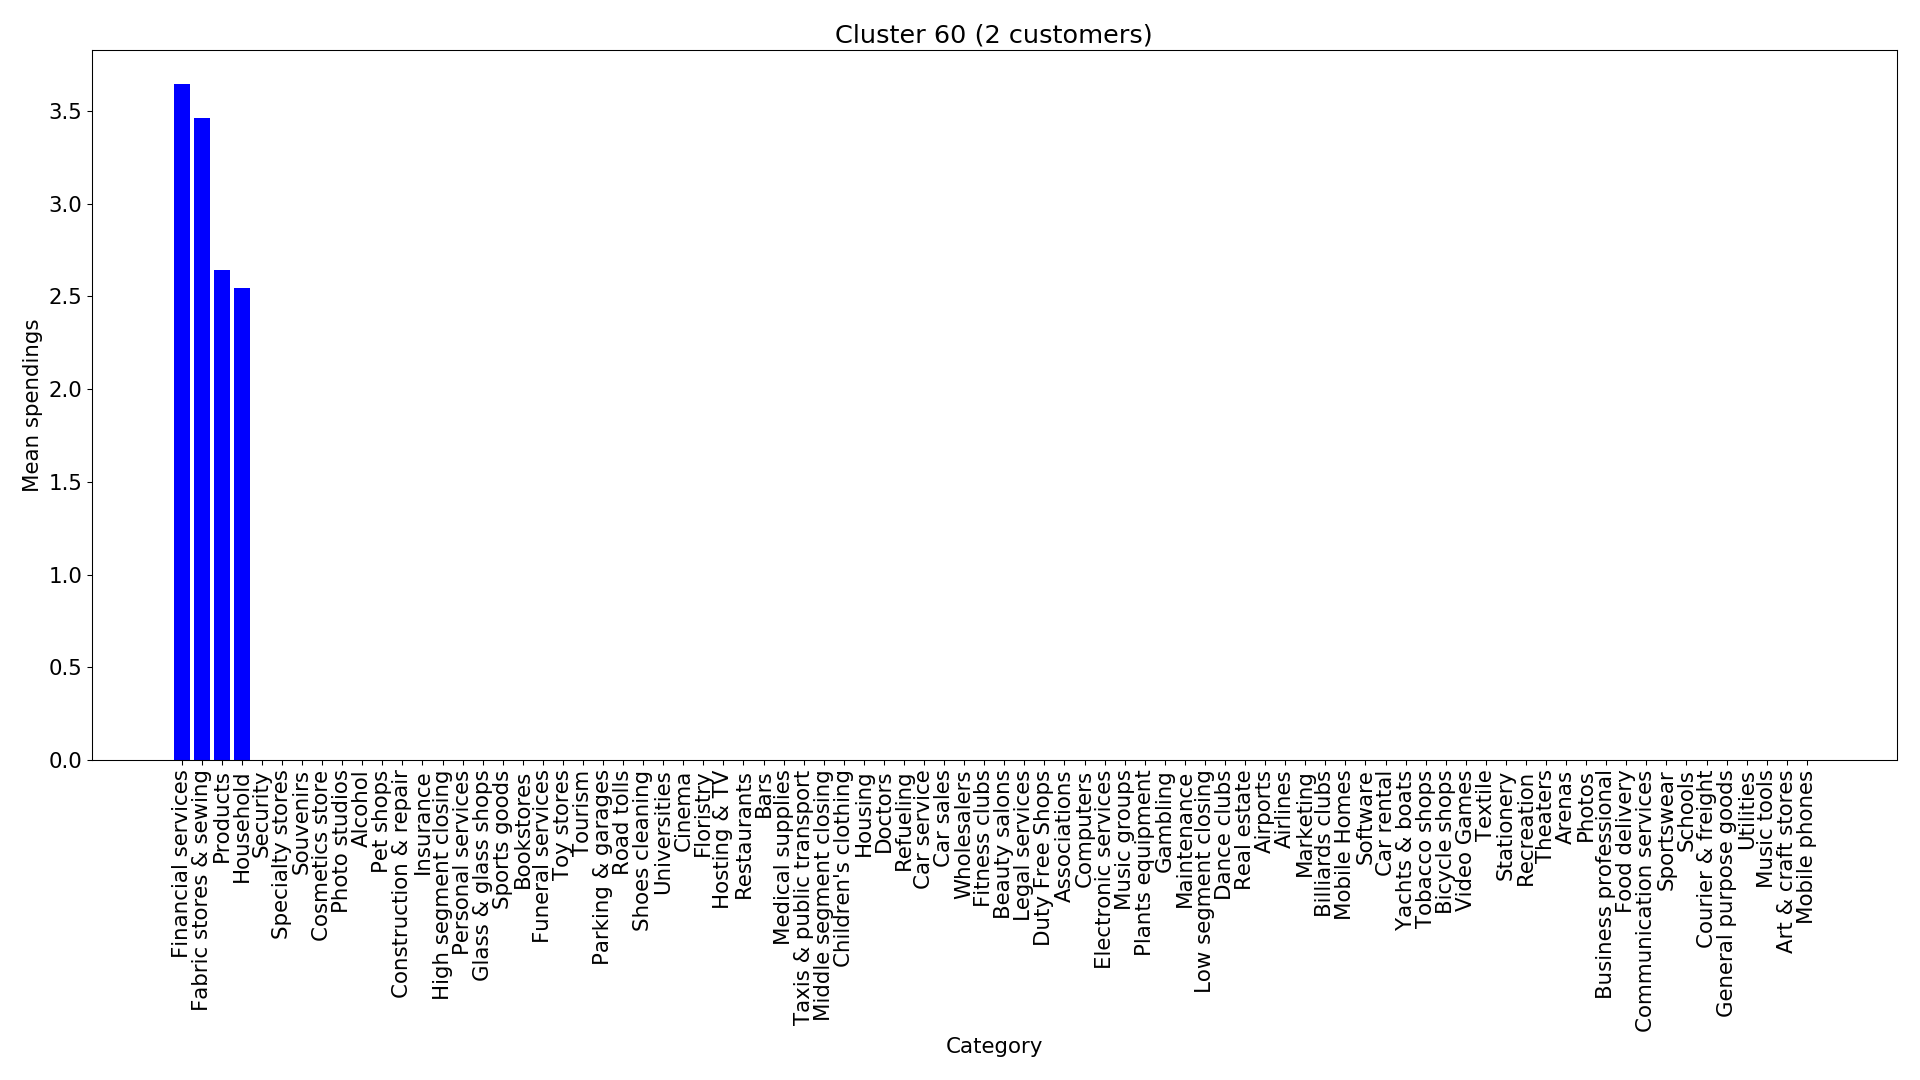 Cluster 60 (2 customers)
Mean spendings
3.5
3.0
2.5
2.0
1.5
1.0
0.5
0.0
Financial services
Fabric stores & sewing
Products
Household
Security
Specialty stores
Souvenirs
Cosmetics store
Photo studios
Alcohol
Pet shops
Construction & repair
Insurance
High segment closing
Personal services
Glass & glass shops
Sports goods
Bookstores
Funeral services
Toy stores
Tourism
Parking & garages
Road tolls
Shoes cleaning
Universities
Cinema
Floristry
Hosting & TV
Restaurants
Bars
Medical supplies
Taxis & public transport
Middle segment closing
Children's clothing
Housing
Doctors
Refueling
Car service
Car sales
Wholesalers
Fitness clubs
Beauty salons
Legal services
Duty Free Shops
Associations
Computers
Electronic services
Music groups
Plants equipment
Gambling
Maintenance
Low segment closing
Dance clubs
Real estate
Airports
Airlines
Marketing
Billiards clubs
Mobile Homes
Software
Car rental
Yachts & boats
Tobacco shops
Bicycle shops
Video Games
Textile
Stationery
Recreation
Theaters
Arenas
Photos
Business professional
Food delivery
Communication services
Sportswear
Schools
Courier & freight
General purpose goods
Utilities
Music tools
Art & craft stores
Mobile phones
Category